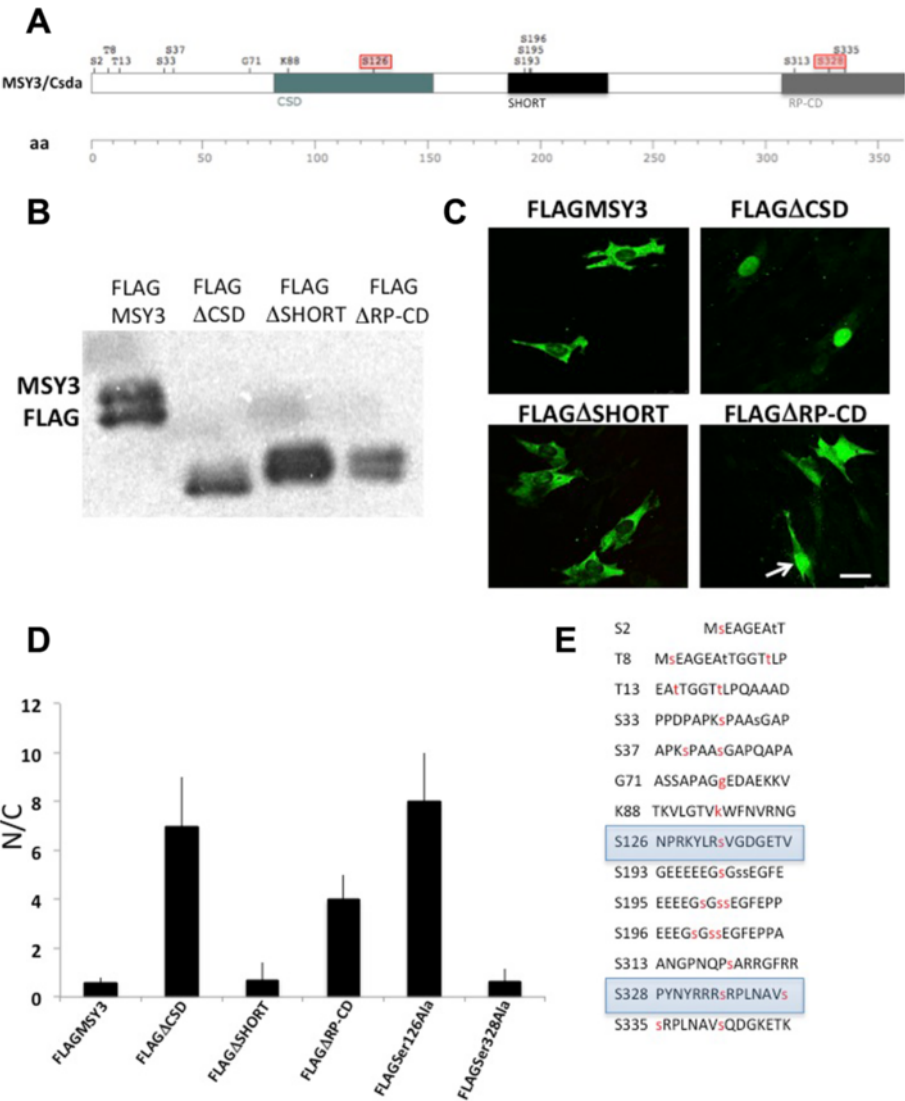 A
S196
T8 S37 S195 S335
S2 T13 S33 G71 K88 S126 S193 S313 S328
MSY3/Csda
CSD SHORT RP-CD
aa
0 50 100 150 200 250 300 350
B
FLAG FLAG FLAG FLAG
MSY3 ΔCSD ΔSHORT ΔRP-CD
MSY3
FLAG
C
FLAGMSY3 FLAGΔCSD
FLAGΔSHORT FLAGΔRP-CD
D
N/C
12
10
8
6
4
2
0
FLAGMSY3
FLAGΔCSD
FLAGΔSHORT
FLAGΔRP-CD
FLAGSer126Ala
FLAGSer328Ala
E
S2 MsEAGEAtT
T8 MsEAGEAtTGGTtLP
T13 EAtTGGTtLPQAAAD
S33 PPDPAPKsPAAsGAP
S37 APKsPAAsGAPQAPA
G71 ASSAPAGgEDAEKKV
K88 TKVLGTVkWFNVRNG
S126 NPRKYLRsVGDGETV
S193 GEEEEEGsGssEGFE
S195 EEEEGsGssEGFEPP
S196 EEEGsGssEGFEPPA
S313 ANGPNQPsARRGFRR
S328 PYNYRRRsRPLNAVs
S335 sRPLNAVsQDGKETK